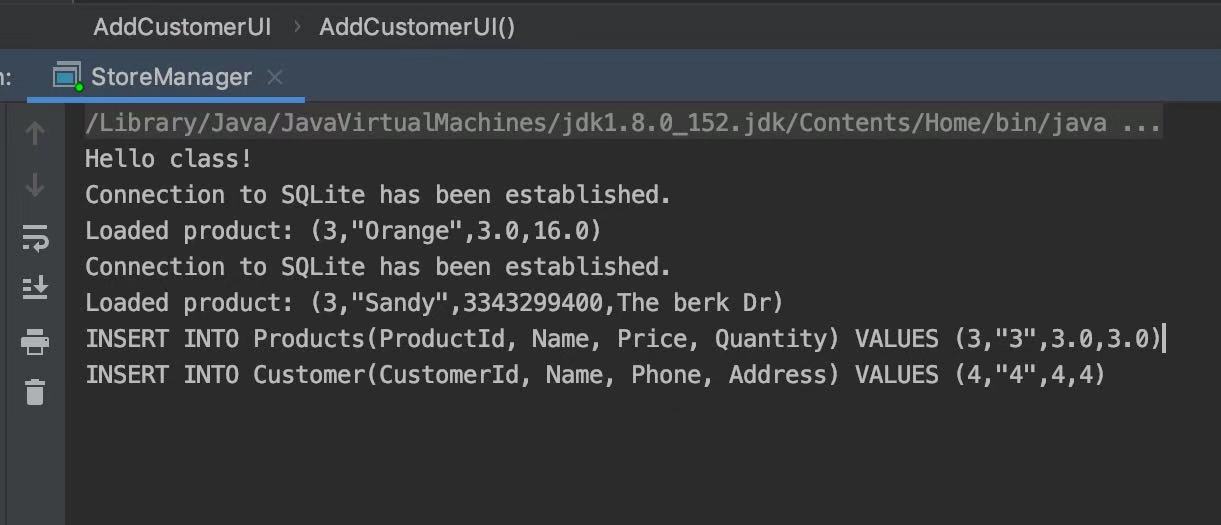 AddCustomerUI › AddCustomerUI()
: StoreManager ×
/Library/Java/JavaVirtualMachines/jdk1.8.0_152.jdk/Contents/Home/bin/java ...
Hello class!
Connection to SQLite has been established.
Loaded product: (3,"Orange",3.0,16.0)
Connection to SQLite has been established.
Loaded product: (3,"Sandy",3343299400,The berk Dr)
INSERT INTO Products(ProductId, Name, Price, Quantity) VALUES (3,"3",3.0,3.0)
INSERT INTO Customer(CustomerId, Name, Phone, Address) VALUES (4,"4",4,4)